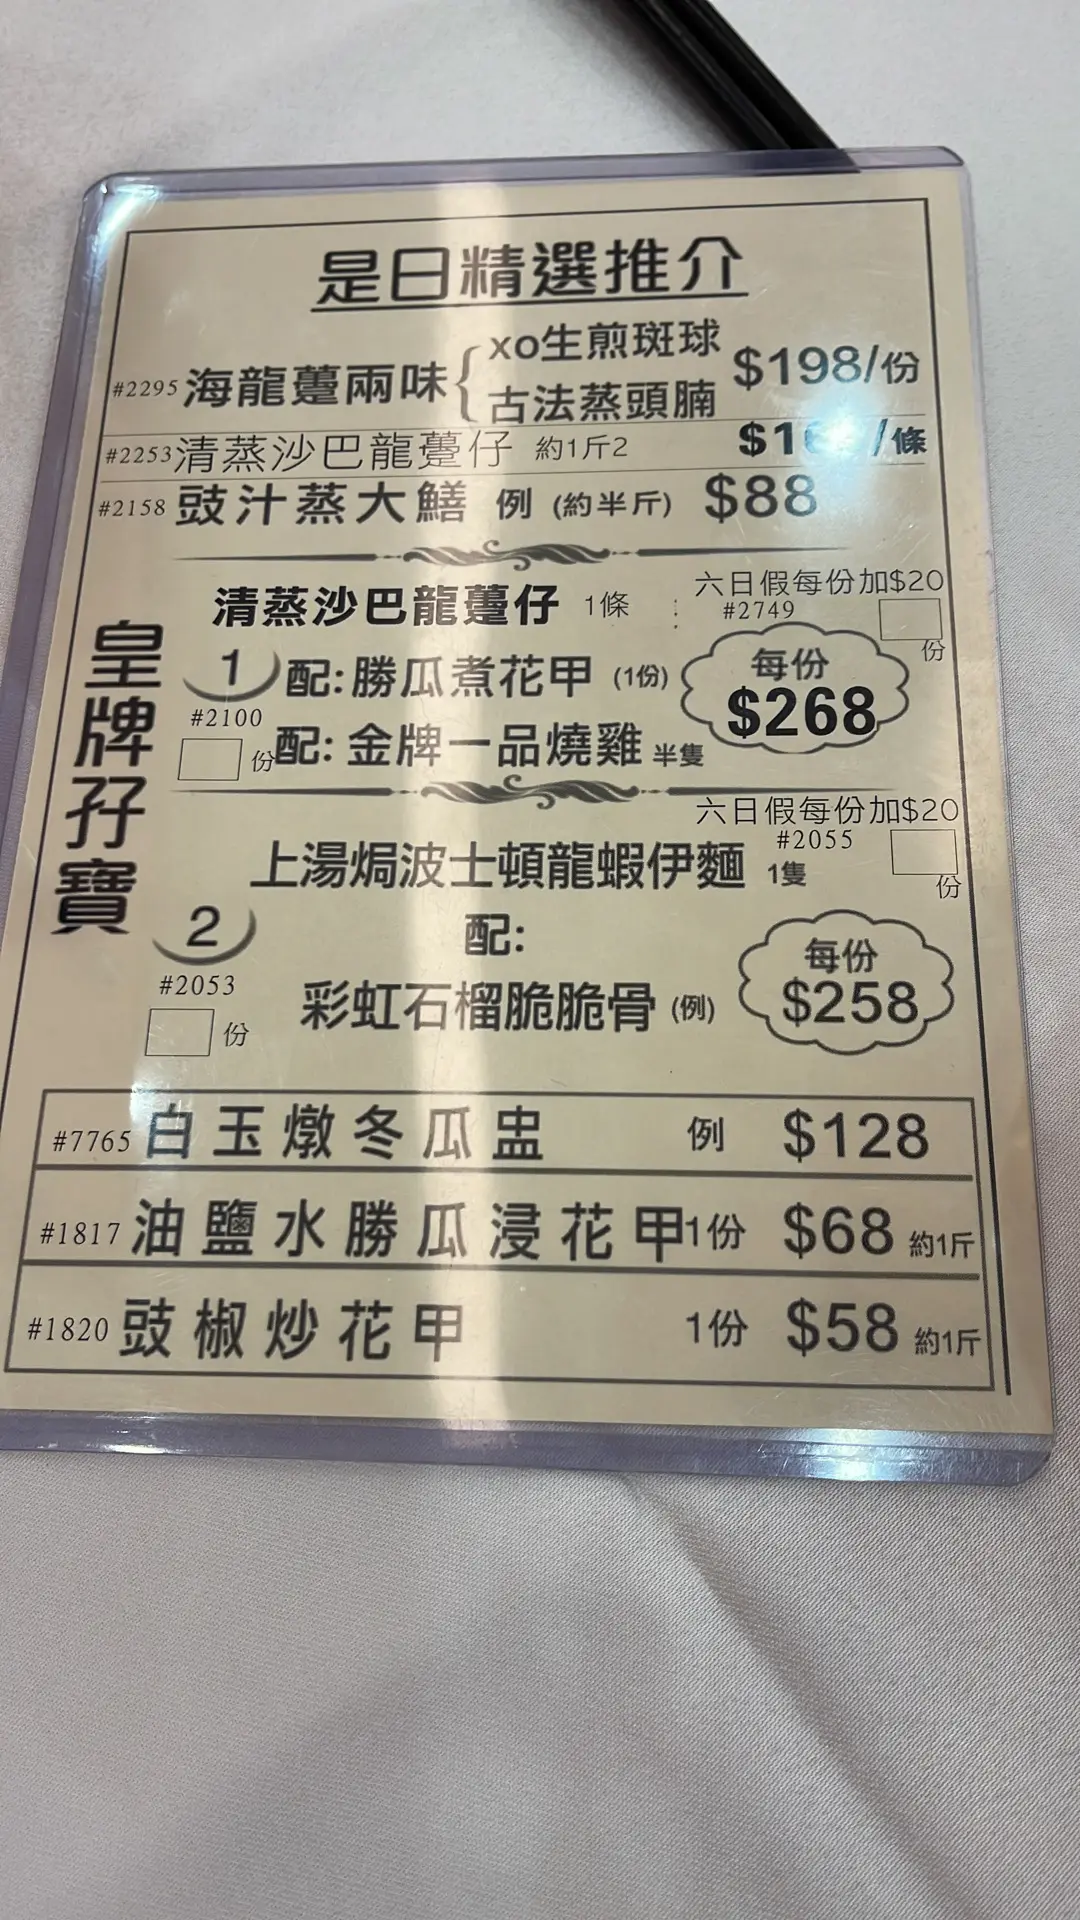 是日精選推介
#2295 海龍躉兩味 { xo生煎斑球 $198/份
古法蒸頭腩
#2253 清蒸沙巴龍躉仔 約1斤2 /條
#2158 豉汁蒸大鱔 例 (約半斤) $88
六日假每份加$20
清蒸沙巴龍躉仔 1條 : #2749 份
皇牌孖寶
1 配:勝瓜煮花甲 (1份) 每份
$268
#2100 份 配:金牌一品燒雞 半隻
六日假每份加$20
#2055 份
上湯焗波士頓龍蝦伊麵 1隻
2 配: 每份
#2053 份 彩虹石榴脆脆骨 (例) $258
#7765 白玉燉冬瓜盅 例 $128
#1817 油鹽水勝瓜浸花甲 1份 $68 約1斤
#1820 豉椒炒花甲 1份 $58 約1斤